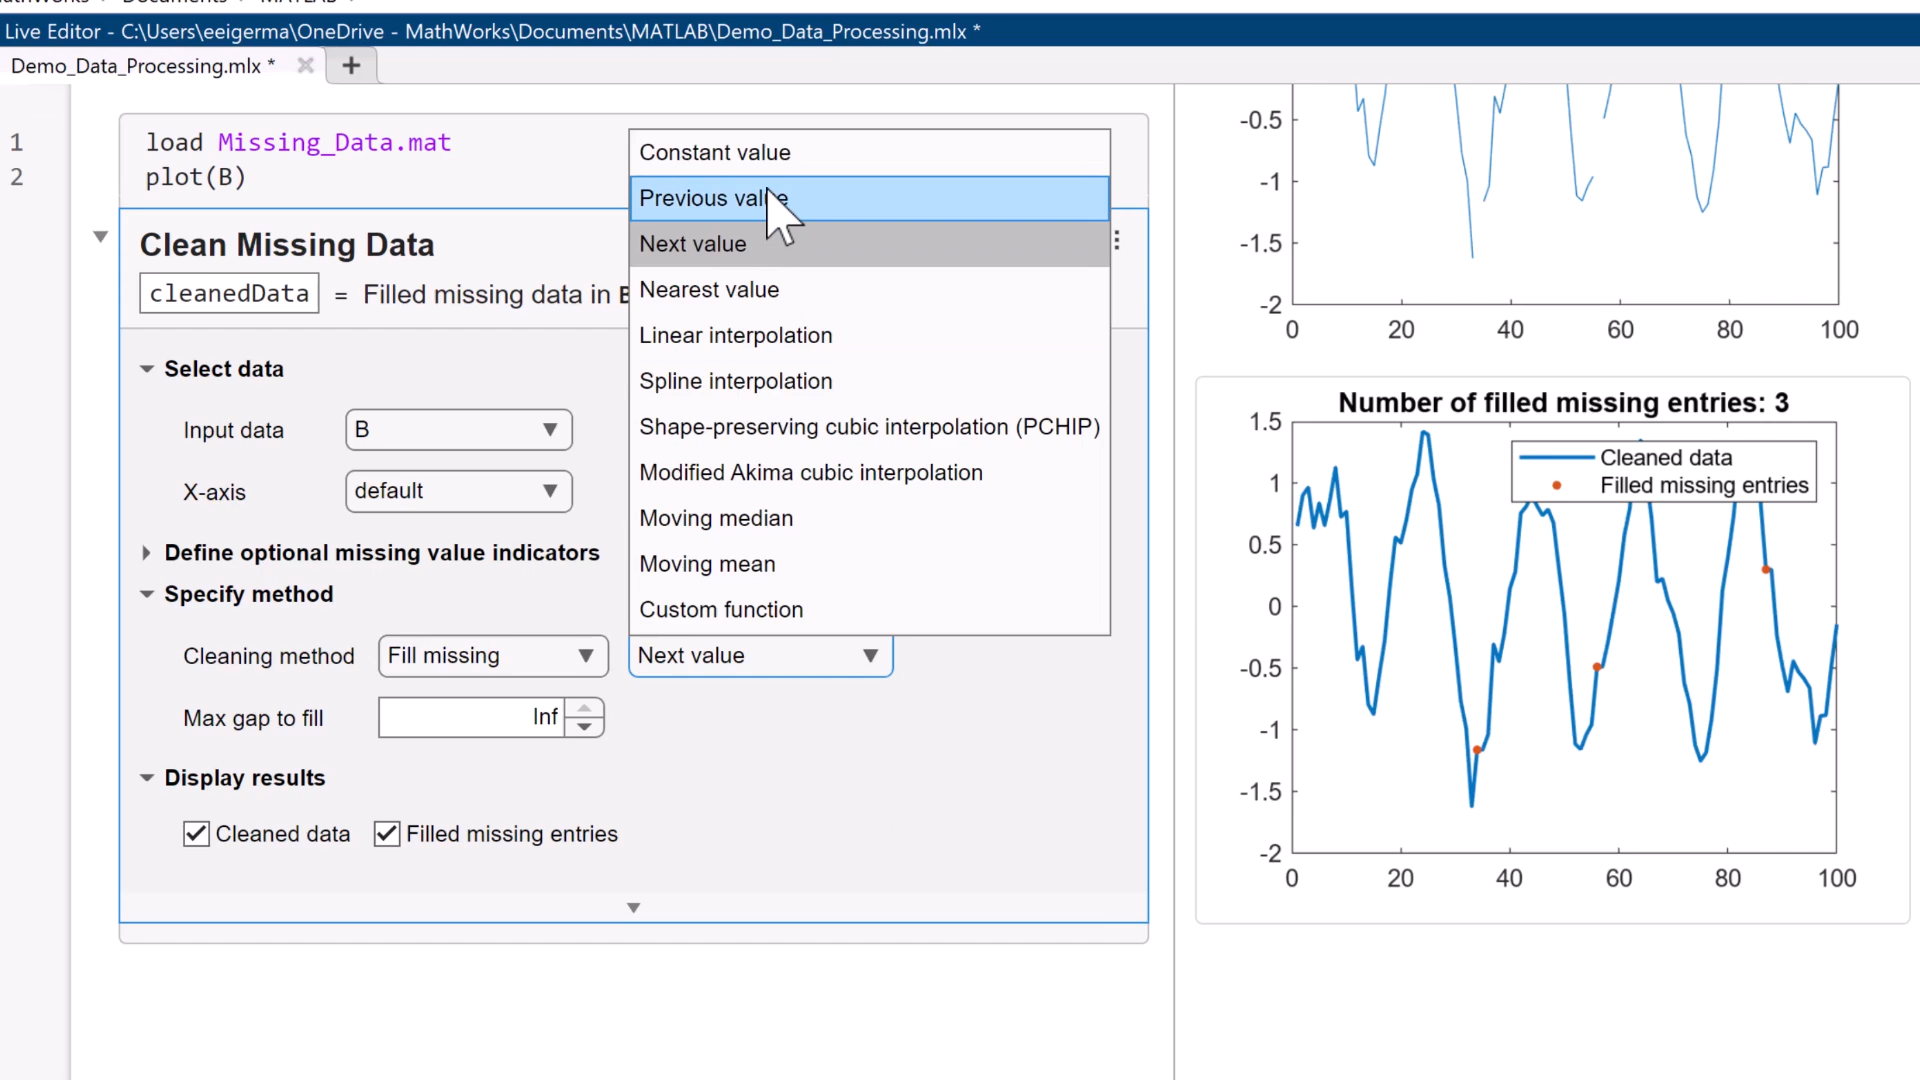 Live Editor - C:\Users\eeigerma\OneDrive - MathWorks\Documents\MATLAB\Demo_Data_Processing.mlx *
Demo_Data_Processing.mlx *
1
load Missing_Data.mat
2
plot(B)
Clean Missing Data
cleanedData = Filled missing data in B
Select data
Input data
B
X-axis
default
Define optional missing value indicators
Specify method
Cleaning method
Fill missing
Next value
Max gap to fill
Inf
Display results
Cleaned data
Filled missing entries
Constant value
Previous value
Next value
Nearest value
Linear interpolation
Spline interpolation
Shape-preserving cubic interpolation (PCHIP)
Modified Akima cubic interpolation
Moving median
Moving mean
Custom function
-0.5
-1
-1.5
-2
0 20 40 60 80 100
Number of filled missing entries: 3
1.5
Cleaned data
Filled missing entries
1
0.5
0
-0.5
-1
-1.5
-2
0 20 40 60 80 100